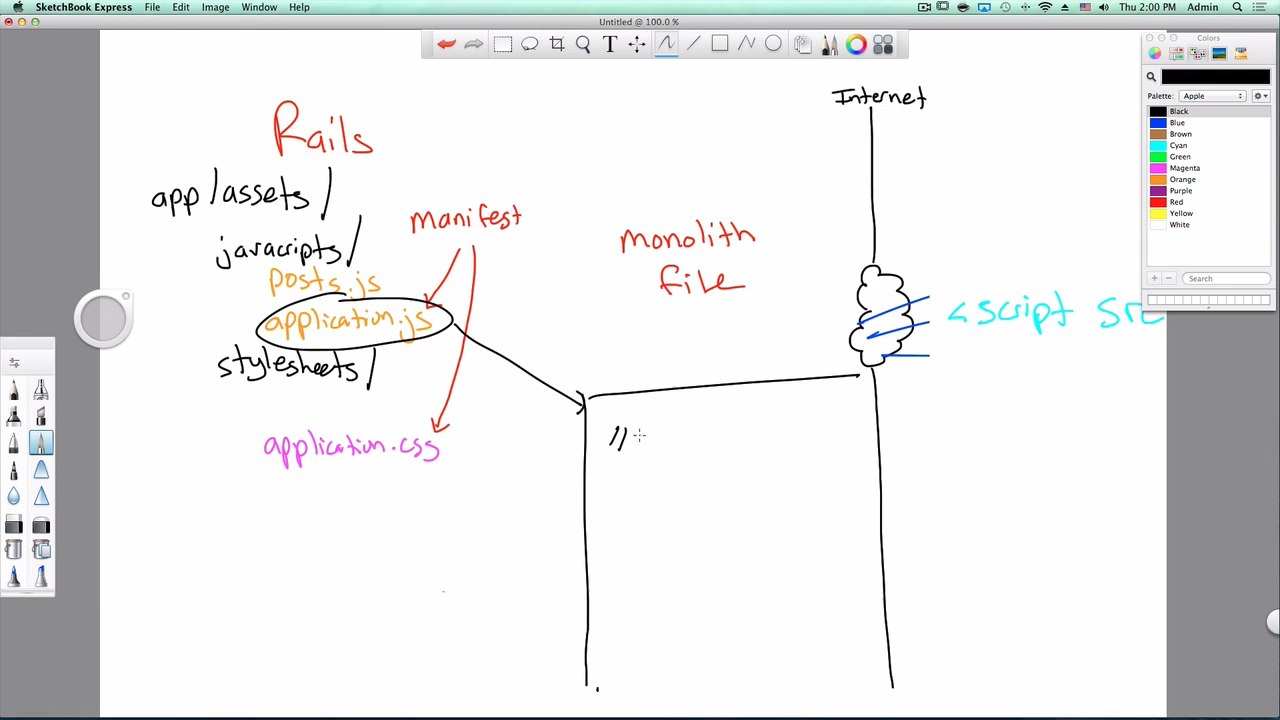 SketchBook Express File Edit Image Window Help
Thu 2:00 PM Admin
Untitled @ 100.0 %
T
Colors
Palette: Apple
Black
Blue
Brown
Cyan
Green
Magenta
Orange
Purple
Red
Yellow
White
Search
Internet
Rails
app/assets/
manifest
javacripts/
monolith
file
posts.js
application.js
<script src
stylesheets/
application.css
//